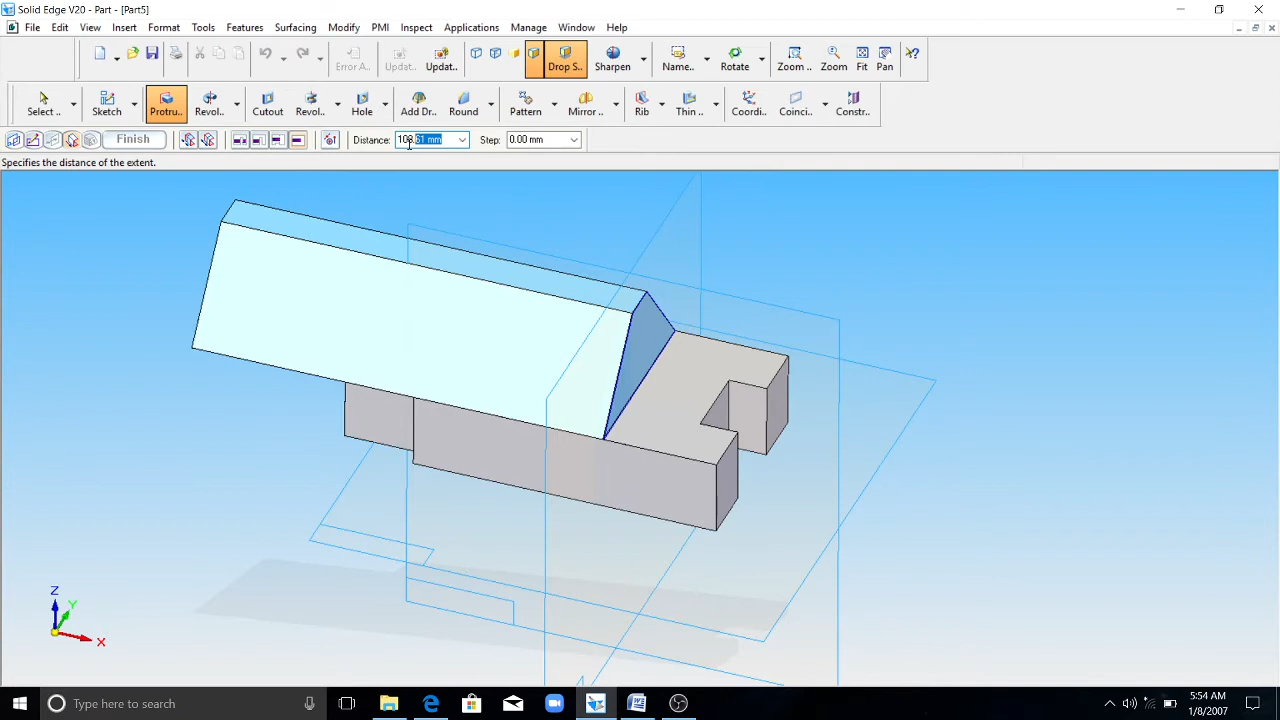 Solid Edge V20 - Part - [Part5]
File Edit View Insert Format Tools Features Surfacing Modify PMI Inspect Applications Manage Window Help
Error A.. Updat.. Updat.. Drop S.. Sharpen Name.. Rotate Zoom .. Zoom Fit Pan
Select .. Sketch Protru.. Revol.. Cutout Revol.. Hole Add Dr.. Round Pattern Mirror .. Rib Thin .. Coordi.. Coinci.. Constr..
Finish Distance: 108.61 mm Step: 0.00 mm
Specifies the distance of the extent.
Z
Y
X
Type here to search
5:54 AM
1/8/2007